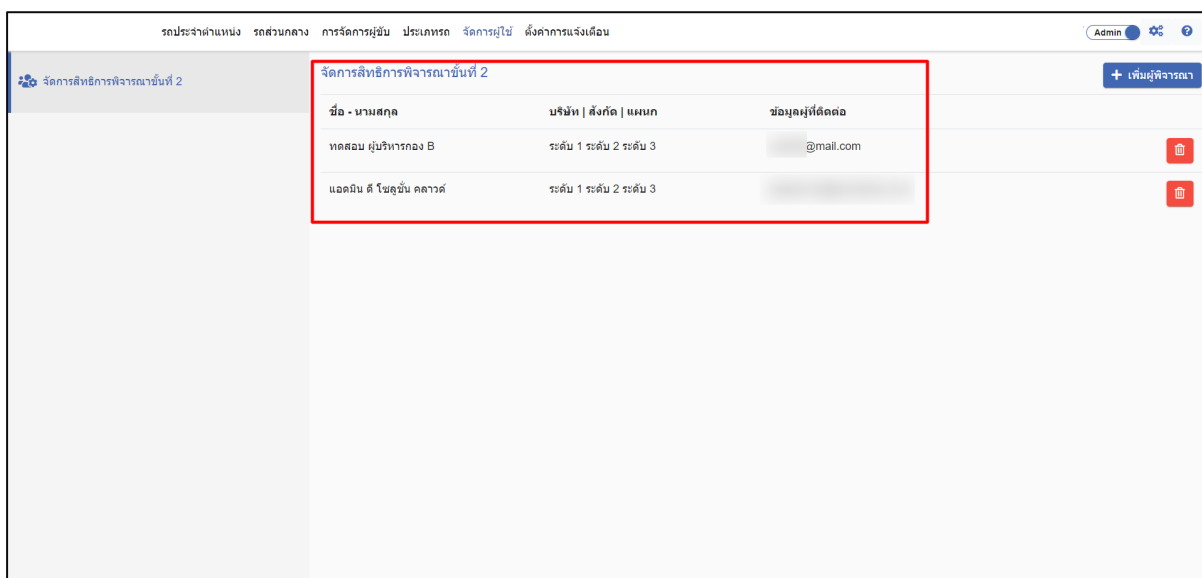 รถประจำตำแหน่ง รถส่วนกลาง การจัดการผู้ขับ ประเภทรถ จัดการผู้ใช้ ตั้งค่าการแจ้งเตือน Admin
จัดการสิทธิการพิจารณาขั้นที่ 2
จัดการสิทธิการพิจารณาขั้นที่ 2
+ เพิ่มผู้พิจารณา
ชื่อ - นามสกุล บริษัท | สังกัด | แผนก ข้อมูลผู้ที่ติดต่อ
ทดสอบ ผู้บริหารกอง B ระดับ 1 ระดับ 2 ระดับ 3 @mail.com
แอดมิน ดี โซลูชั่น คลาวด์ ระดับ 1 ระดับ 2 ระดับ 3